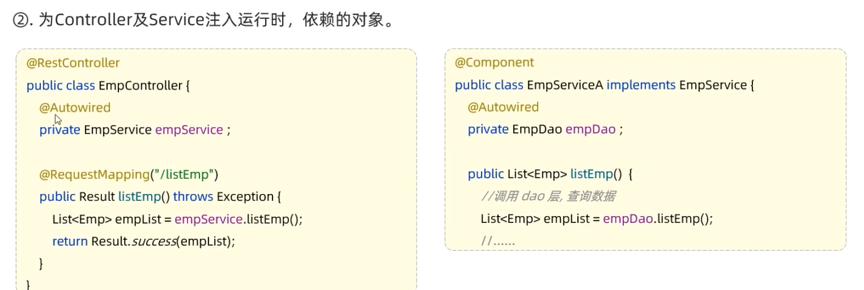 ②. 为Controller及Service注入运行时，依赖的对象。
@RestController
public class EmpController {
@Autowired
private EmpService empService ;
@RequestMapping("/listEmp")
public Result listEmp() throws Exception {
List<Emp> empList = empService.listEmp();
return Result.success(empList);
}
}
@Component
public class EmpServiceA implements EmpService {
@Autowired
private EmpDao empDao ;
public List<Emp> listEmp() {
//调用 dao 层, 查询数据
List<Emp> empList = empDao.listEmp();
//......